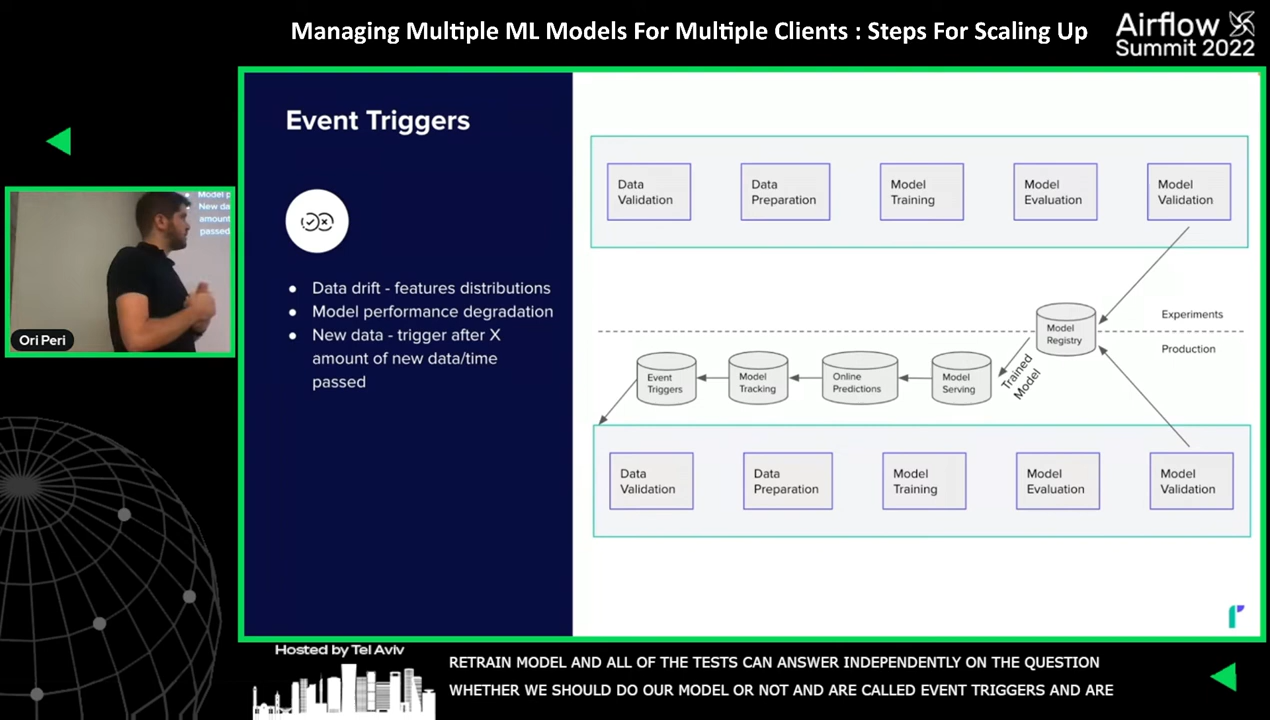 Managing Multiple ML Models For Multiple Clients : Steps For Scaling Up
Airflow
Summit 2022
Event Triggers
Data drift - features distributions
Model performance degradation
New data - trigger after X
amount of new data/time
passed
Model p
New da
amount
passed
Ori Peri
Data
Validation
Data
Preparation
Model
Training
Model
Evaluation
Model
Validation
Experiments
Model
Registry
Production
Trained
Model
Event
Triggers
Model
Tracking
Online
Predictions
Model
Serving
Data
Validation
Data
Preparation
Model
Training
Model
Evaluation
Model
Validation
Hosted by Tel Aviv
RETRAIN MODEL AND ALL OF THE TESTS CAN ANSWER INDEPENDENTLY ON THE QUESTION
WHETHER WE SHOULD DO OUR MODEL OR NOT AND ARE CALLED EVENT TRIGGERS AND ARE